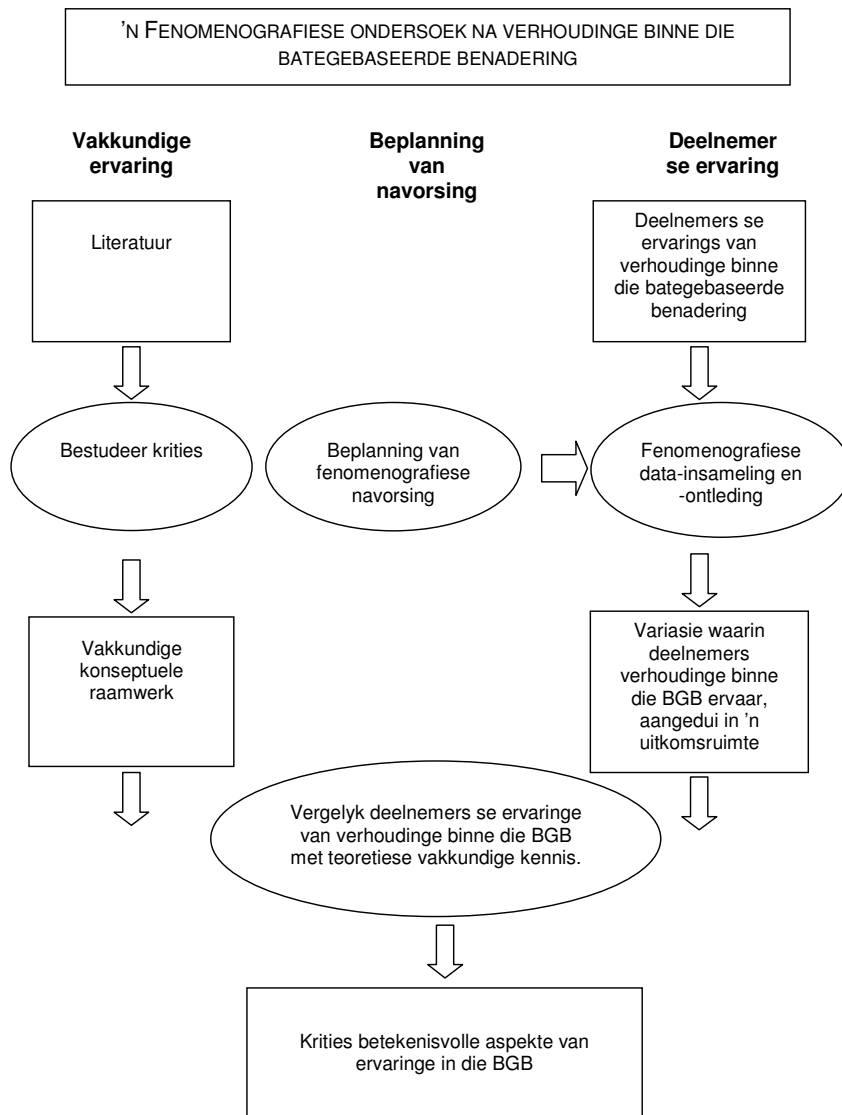 ’N FENOMENOGRAFIESE ONDERSOEK NA VERHOUDINGE BINNE DIE
BATEGEBASEERDE BENADERING
Vakkundige
ervaring
Beplanning
van
navorsing
Deelnemer
se ervaring
Literatuur
Deelnemers se
ervarings van
verhoudinge binne
die bategebaseerde
benadering
Bestudeer krities
Beplanning van
fenomenografiese
navorsing
Fenomenografiese
data-insameling en
-ontleding
Vakkundige
konseptuele
raamwerk
Variasie waarin
deelnemers
verhoudinge binne
die BGB ervaar,
aangedui in ’n
uitkomsruimte
Vergelyk deelnemers se ervaringe
van verhoudinge binne die BGB
met teoretiese vakkundige kennis.
Krities betekenisvolle aspekte van
ervaringe in die BGB